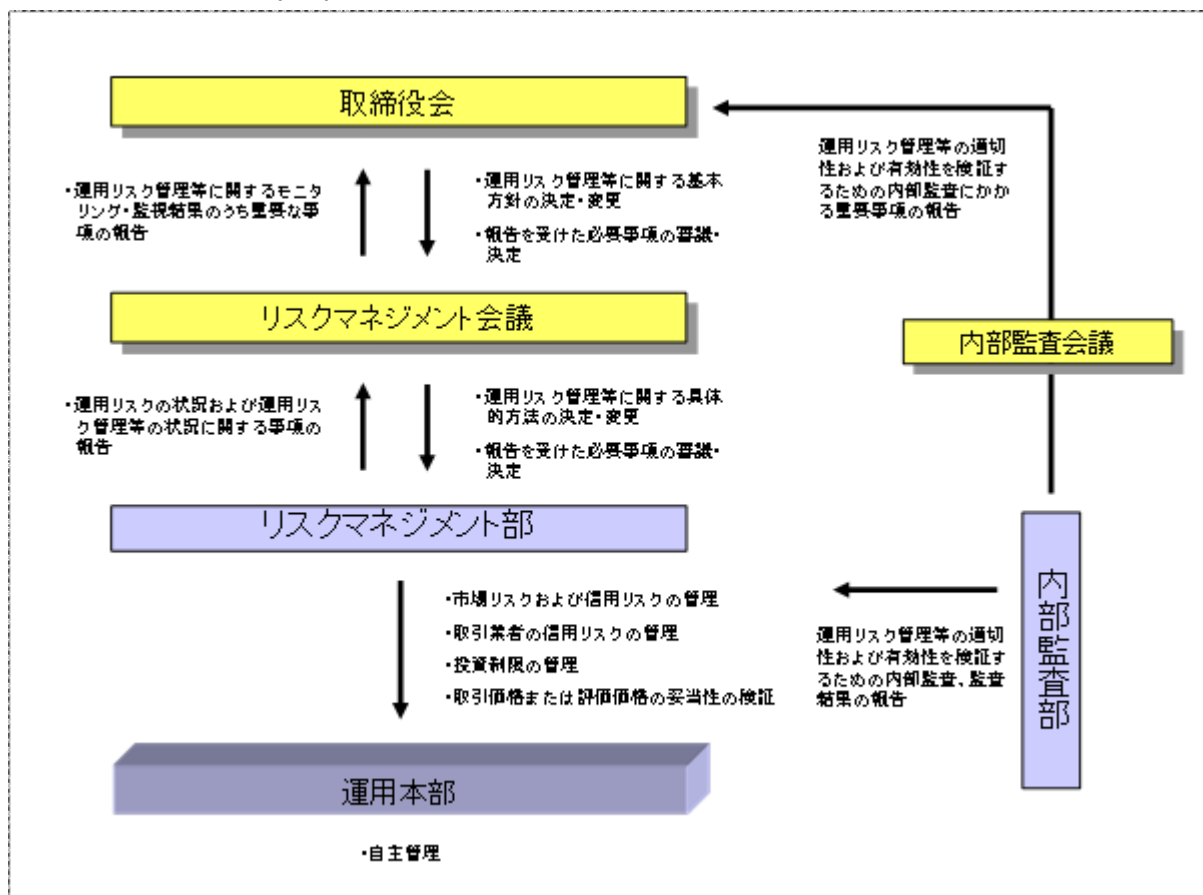 取締役会
・運用リスク管理等に関するモニ
タリング・監視結果のうち重要な事
項の報告
・運用リスク管理等に関する基本
方針の決定・変更
・報告を受けた必要事項の審議・
決定
運用リスク管理等の適切
性および有効性を検証す
るための内部監査にかか
る重要事項の報告
リスクマネジメント会議
内部監査会議
・運用リスクの状況および運用リス
ク管理等の状況に関する事項の
報告
・運用リスク管理等に関する具体
的方法の決定・変更
・報告を受けた必要事項の審議・
決定
リスクマネジメント部
内部監査部
・市場リスクおよび信用リスクの管理
・取引業者の信用リスクの管理
・投資制限の管理
・取引価格または評価価格の妥当性の検証
運用リスク管理等の適切
性および有効性を検証す
るための内部監査、監査
結果の報告
運用本部
・自主管理